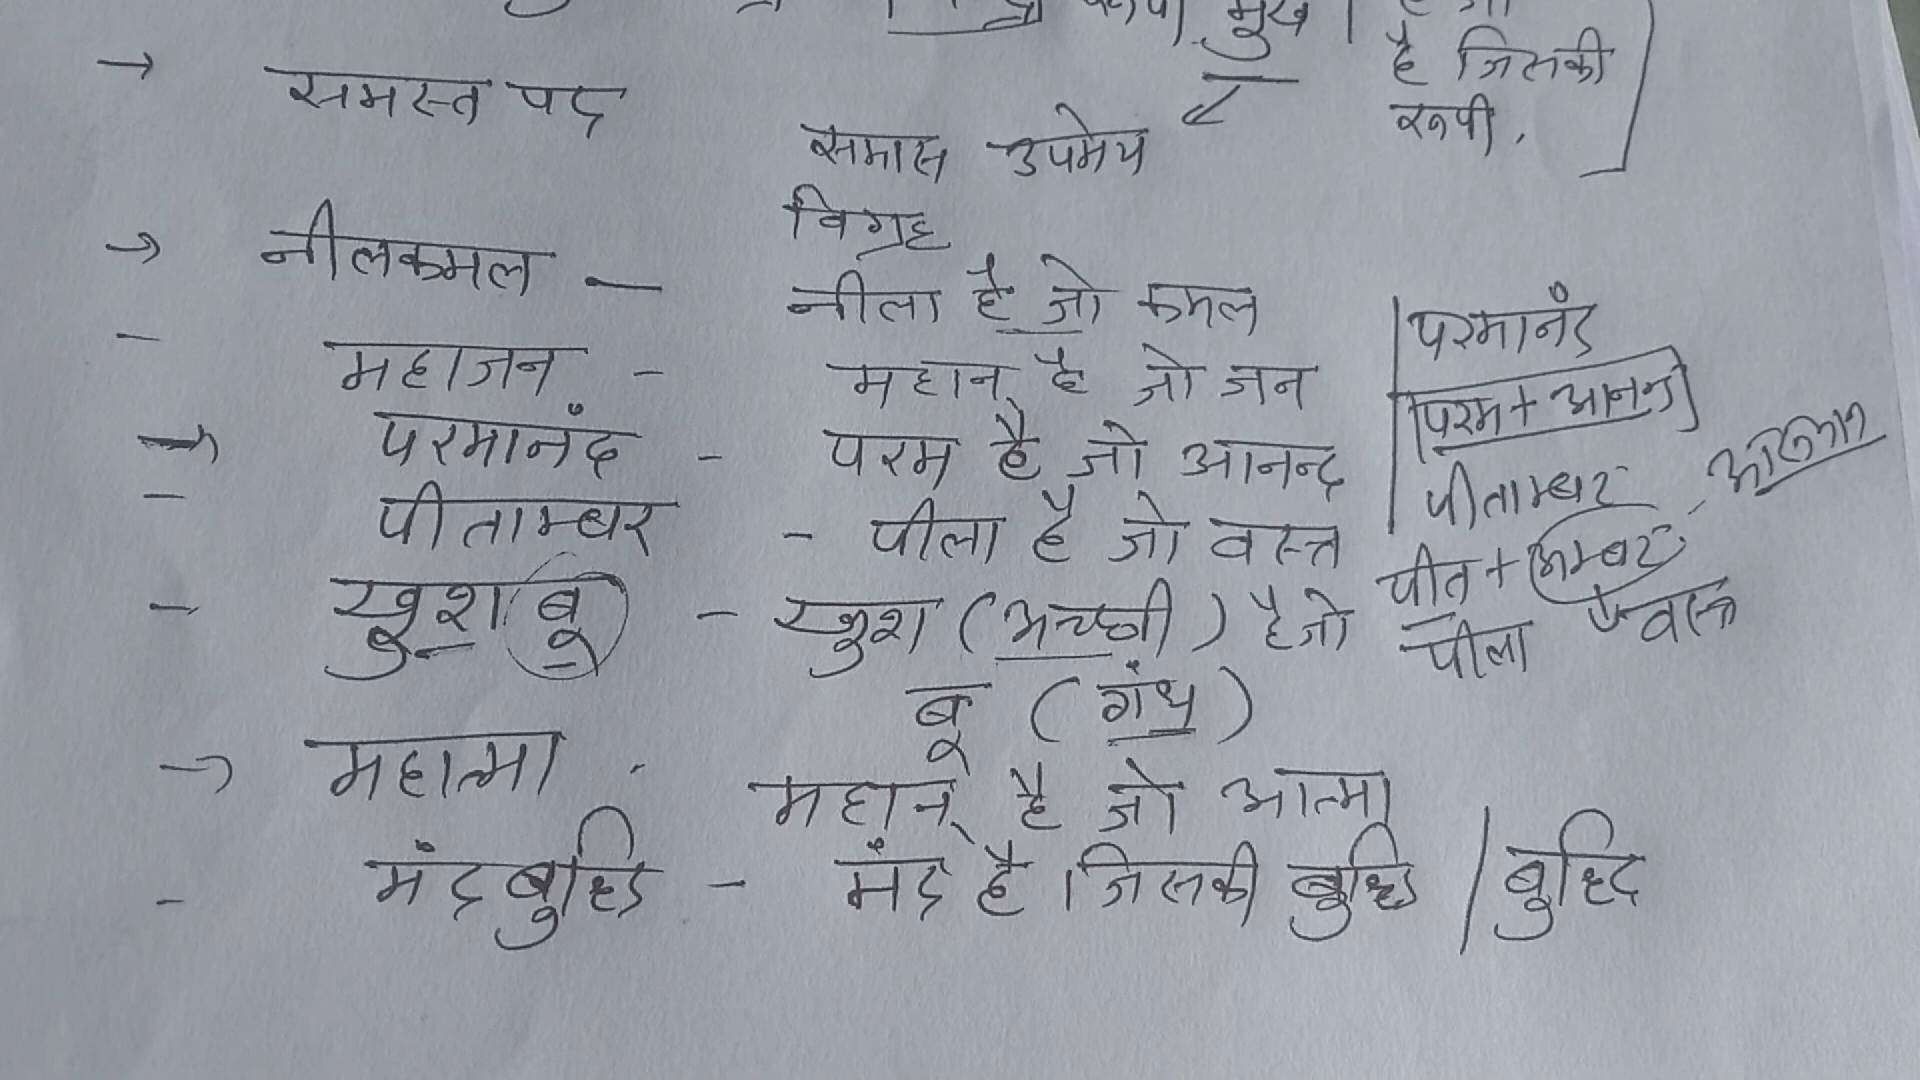 रूपी मुख
है जिसकी
रूपी,
समस्त पद
समास उपमेय
विग्रह
नीलकमल — नीला है जो कमल
महाजन - महान् है जो जन
परमानंद - परम है जो आनन्द
पीताम्बर - पीला है जो वस्त्र
खुशबू - खुश (अच्छी) है जो
बू (गंध)
महात्मा - महान् है जो आत्मा
मंदबुद्धि - मंद है जिसकी बुद्धि / बुद्धि
परमानंद
परम + आनन्द
पीताम्बर
पीत + अम्बर
पीला वस्त्र